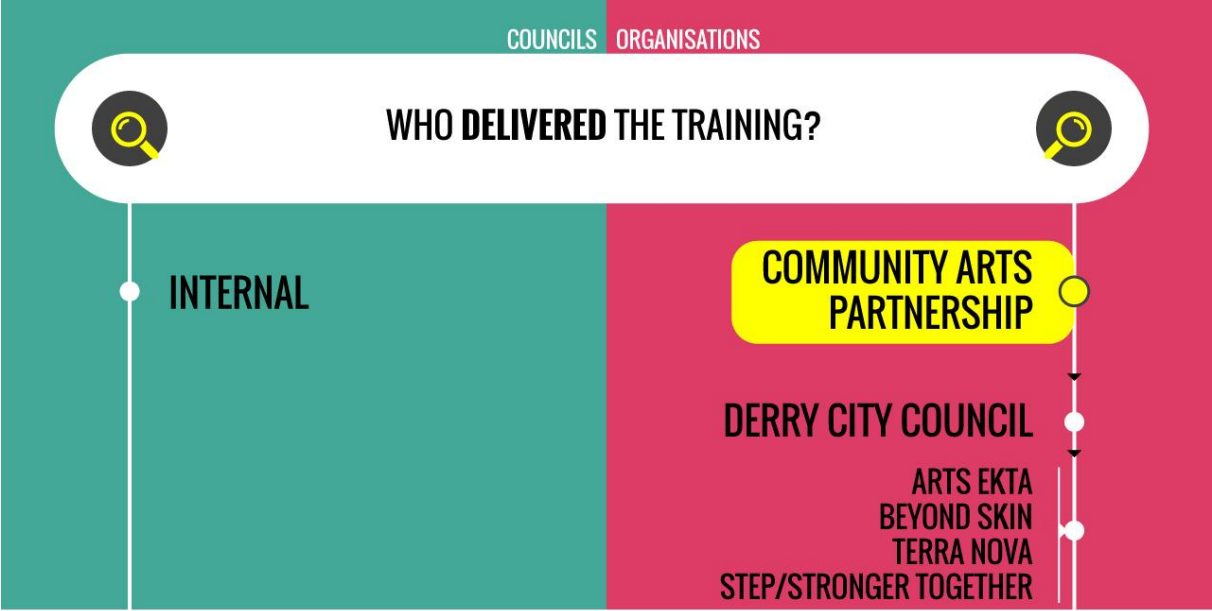 COUNCILS ORGANISATIONS
WHO DELIVERED THE TRAINING?
INTERNAL
COMMUNITY ARTS
PARTNERSHIP
DERRY CITY COUNCIL
ARTS EKTA
BEYOND SKIN
TERRA NOVA
STEP/STRONGER TOGETHER